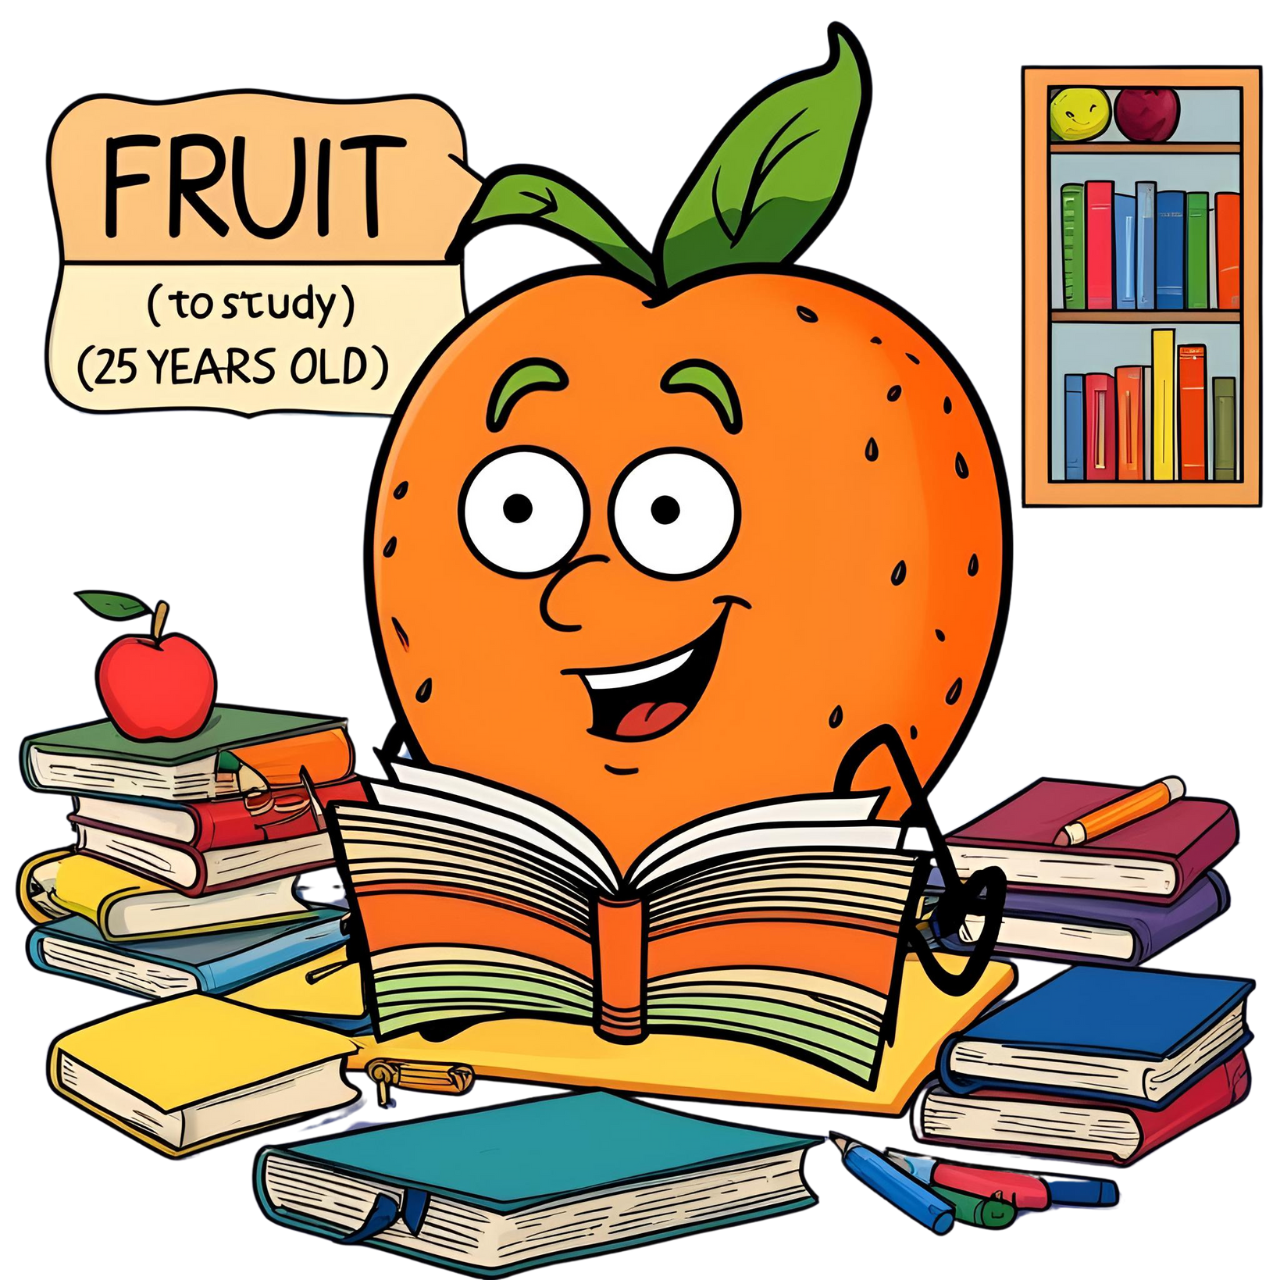 FRUIT
(to study)
(25 YEARS OLD)